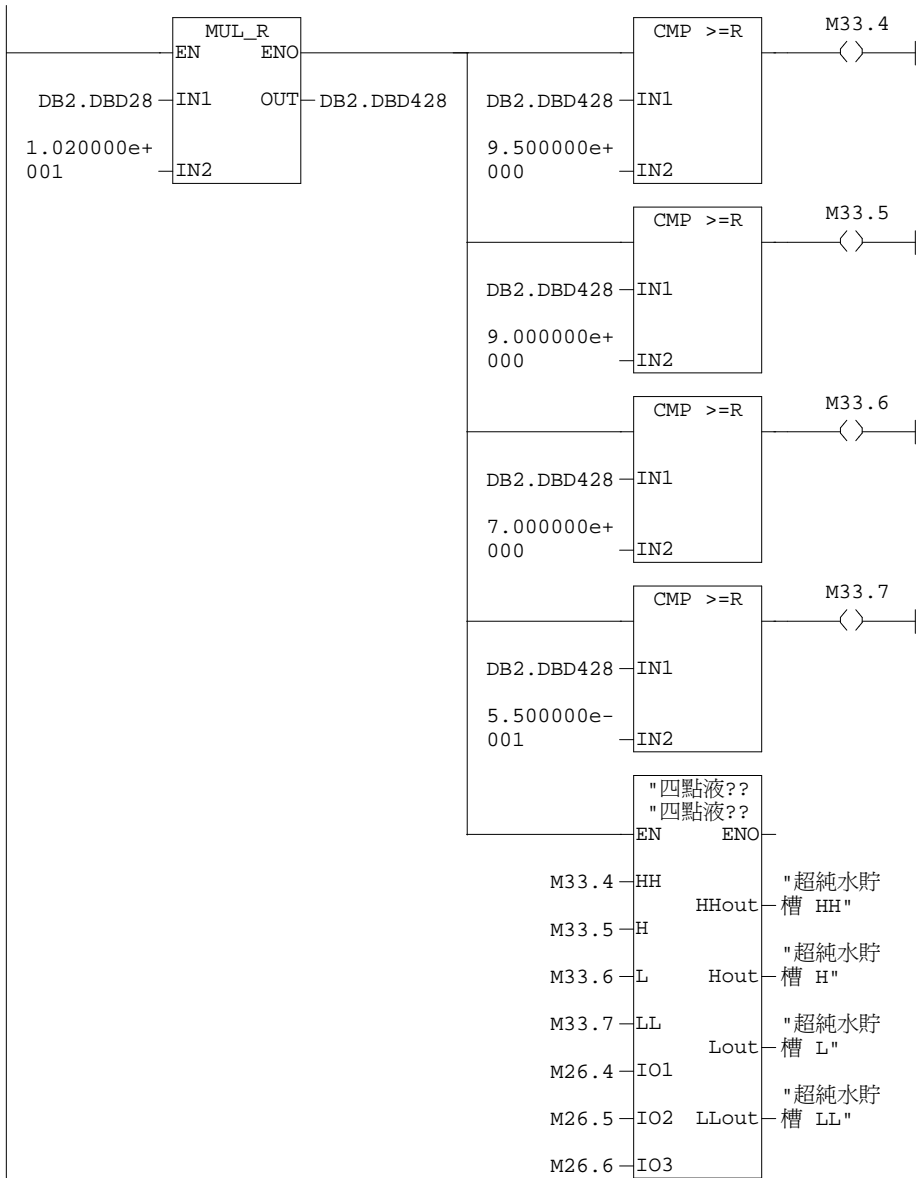 MUL_R
EN ENO
DB2.DBD28 IN1 OUT DB2.DBD428
1.020000e+
001 IN2
CMP >=R
M33.4
DB2.DBD428 IN1
9.500000e+
000 IN2
CMP >=R
M33.5
DB2.DBD428 IN1
9.000000e+
000 IN2
CMP >=R
M33.6
DB2.DBD428 IN1
7.000000e+
000 IN2
CMP >=R
M33.7
DB2.DBD428 IN1
5.500000e-
001 IN2
"四點液??
"四點液??
EN ENO
M33.4 HH
HHout "超純水貯
槽 HH"
M33.5 H
M33.6 L
Hout "超純水貯
槽 H"
M33.7 LL
Lout "超純水貯
槽 L"
M26.4 IO1
M26.5 IO2
LLout "超純水貯
槽 LL"
M26.6 IO3